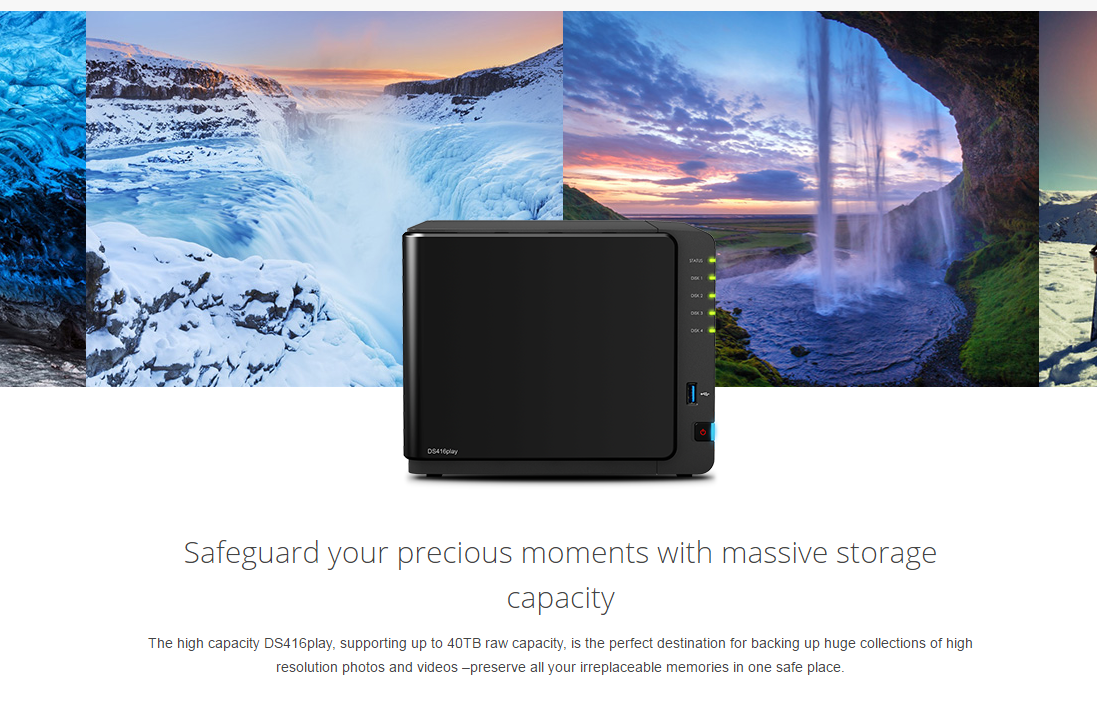 STATUS
DISK 1
DISK 2
DISK 3
DISK 4
DS416play
Safeguard your precious moments with massive storage
capacity
The high capacity DS416play, supporting up to 40TB raw capacity, is the perfect destination for backing up huge collections of high
resolution photos and videos –preserve all your irreplaceable memories in one safe place.